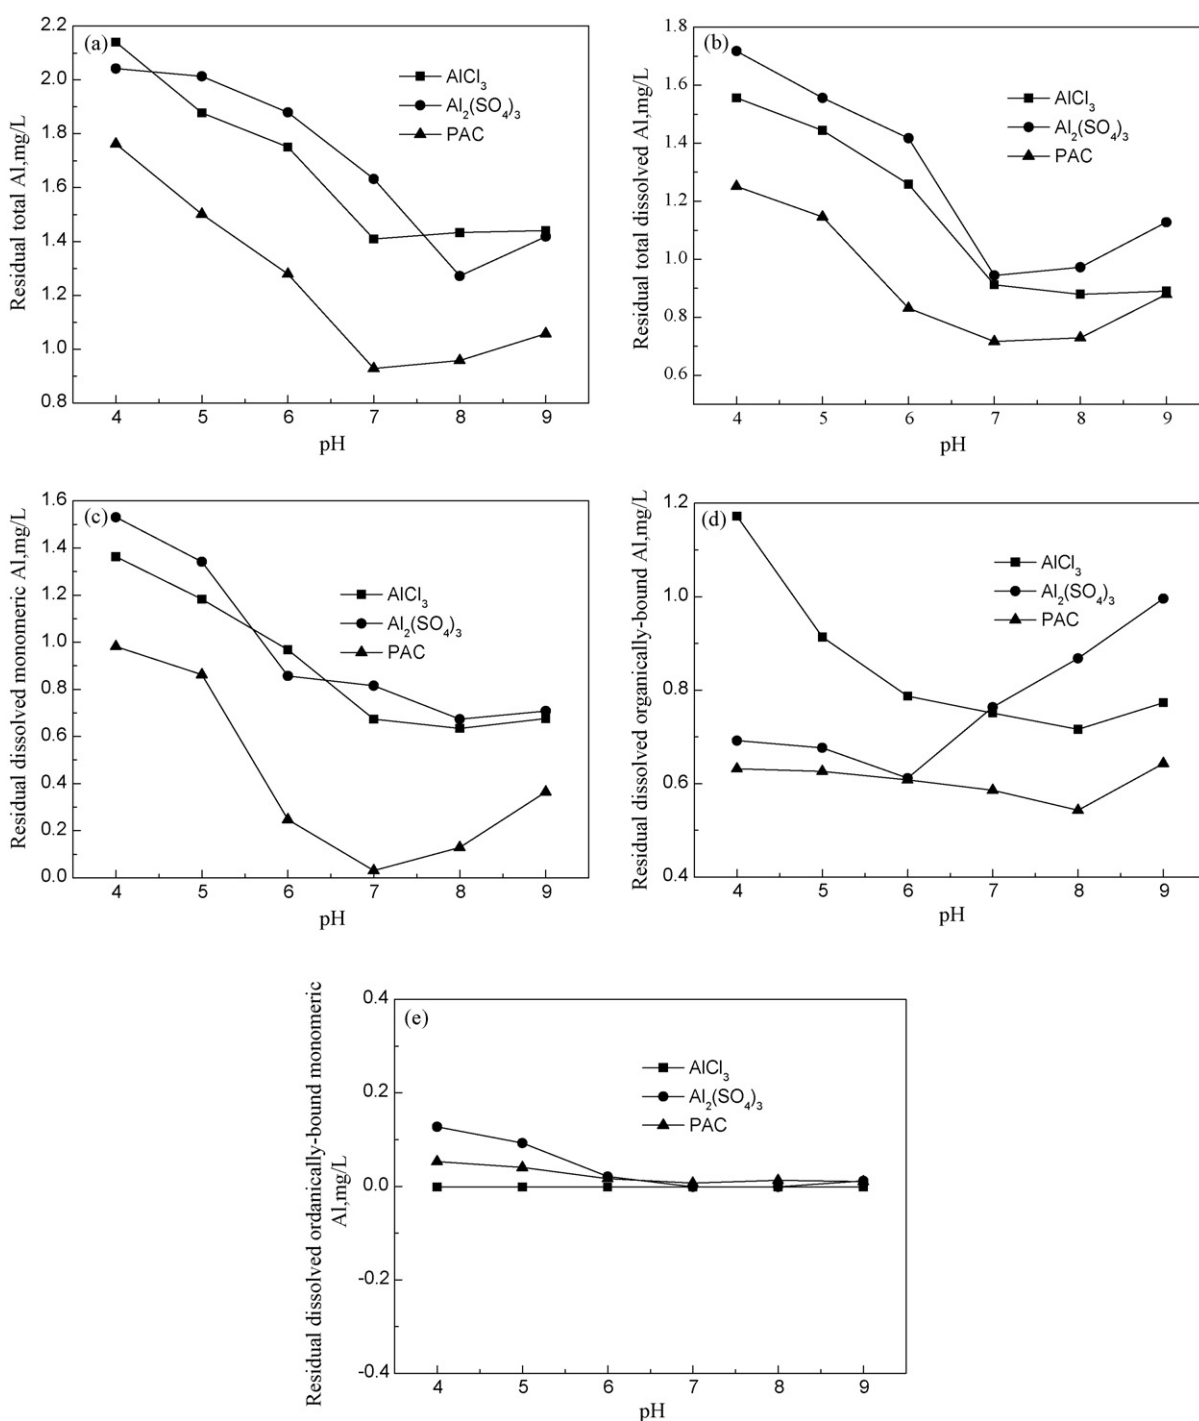 (a)
AlCl3
Al2(SO4)3
PAC
Residual total Al,mg/L
2.2
2.0
1.8
1.6
1.4
1.2
1.0
0.8
4 5 6 7 8 9
pH
(b)
AlCl3
Al2(SO4)3
PAC
Residual total dissolved Al,mg/L
1.8
1.6
1.4
1.2
1.0
0.8
0.6
4 5 6 7 8 9
pH
(c)
AlCl3
Al2(SO4)3
PAC
Residual dissolved monomeric Al,mg/L
1.6
1.4
1.2
1.0
0.8
0.6
0.4
0.2
0.0
4 5 6 7 8 9
pH
(d)
AlCl3
Al2(SO4)3
PAC
Residual dissolved organically-bound Al,mg/L
1.2
1.0
0.8
0.6
0.4
4 5 6 7 8 9
pH
(e)
AlCl3
Al2(SO4)3
PAC
Residual dissolved ordanically-bound monomeric
Al,mg/L
0.4
0.2
0.0
-0.2
-0.4
4 5 6 7 8 9
pH